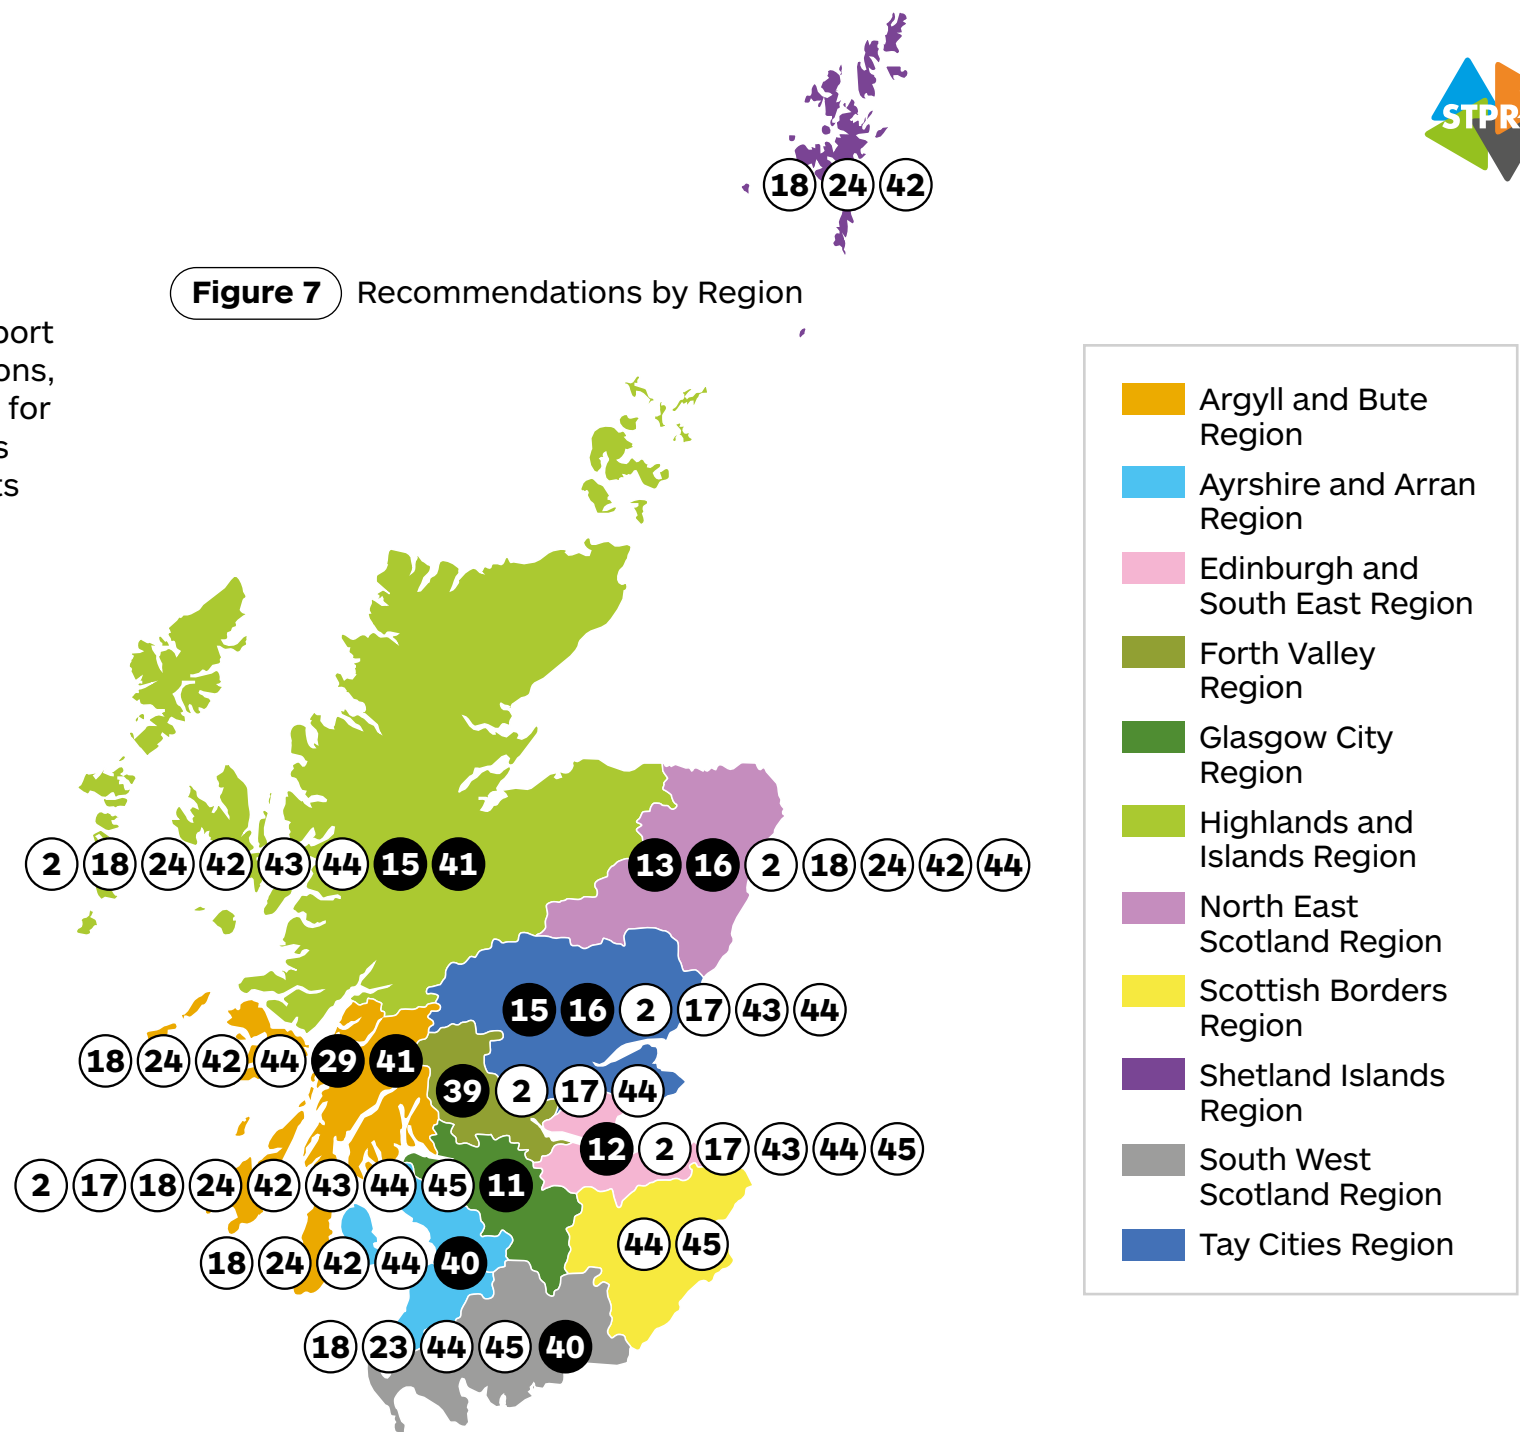 STPR
18 24 42
Figure 7 Recommendations by Region
port
ons,
for
s
ts
Argyll and Bute
Region
Ayrshire and Arran
Region
Edinburgh and
South East Region
Forth Valley
Region
Glasgow City
Region
Highlands and
Islands Region
North East
Scotland Region
Scottish Borders
Region
Shetland Islands
Region
South West
Scotland Region
Tay Cities Region
2 18 24 42 43 44 15 41
13 16 2 18 24 42 44
15 16 2 17 43 44
18 24 42 44 29 41
39 2 17 44
12 2 17 43 44 45
2 17 18 24 42 43 44 45 11
44 45
18 24 42 44 40
18 23 44 45 40